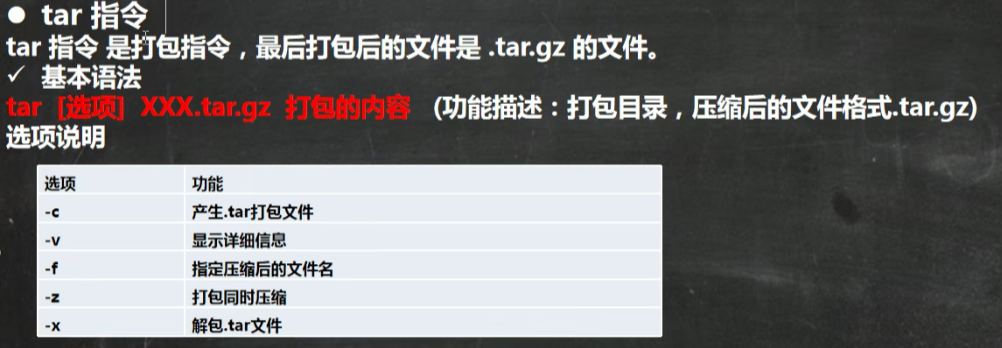 ● tar 指令
tar 指令 是打包指令，最后打包后的文件是 .tar.gz 的文件。
✓ 基本语法
tar [选项] XXX.tar.gz 打包的内容 (功能描述：打包目录，压缩后的文件格式.tar.gz)
选项说明
选项 功能
-c 产生.tar打包文件
-v 显示详细信息
-f 指定压缩后的文件名
-z 打包同时压缩
-x 解包.tar文件